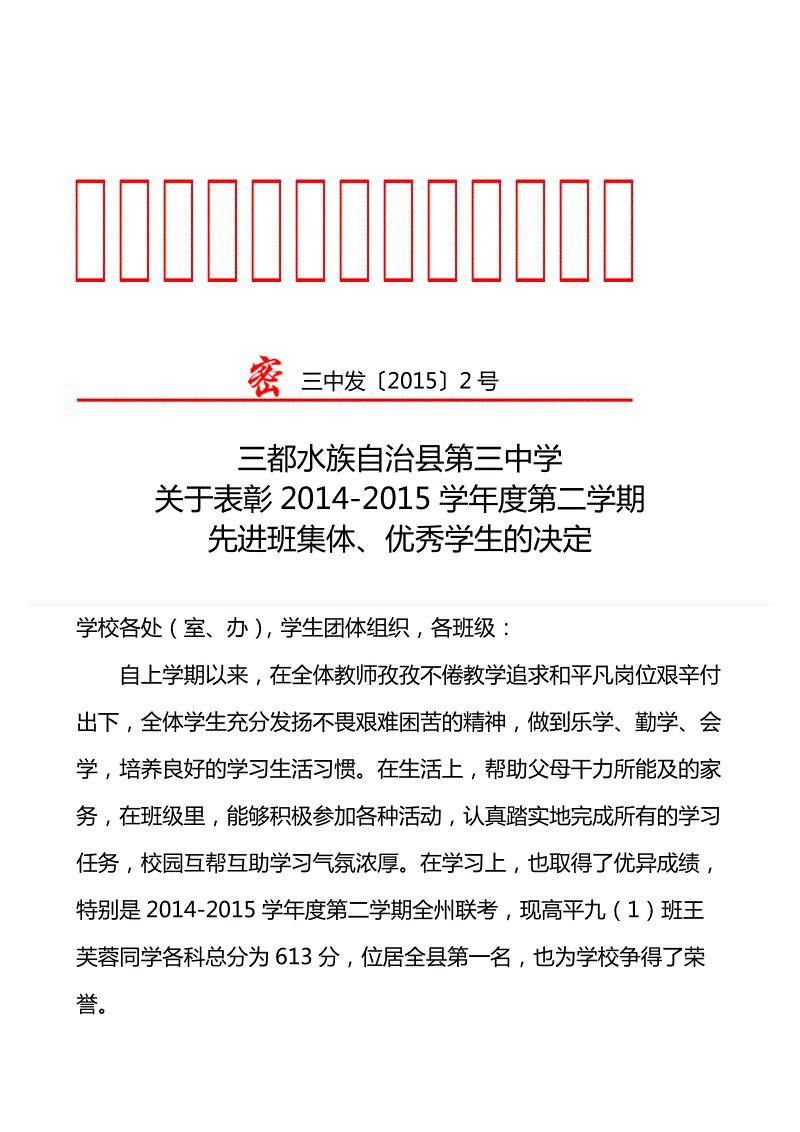 密 三中发〔2015〕2 号
三都水族自治县第三中学
关于表彰 2014-2015 学年度第二学期
先进班集体、优秀学生的决定
学校各处（室、办），学生团体组织，各班级：
自上学期以来，在全体教师孜孜不倦教学追求和平凡岗位艰辛付
出下，全体学生充分发扬不畏艰难困苦的精神，做到乐学、勤学、会
学，培养良好的学习生活习惯。在生活上，帮助父母干力所能及的家
务，在班级里，能够积极参加各种活动，认真踏实地完成所有的学习
任务，校园互帮互助学习气氛浓厚。在学习上，也取得了优异成绩，
特别是 2014-2015 学年度第二学期全州联考，现高平九（1）班王
芙蓉同学各科总分为 613 分，位居全县第一名，也为学校争得了荣
誉。